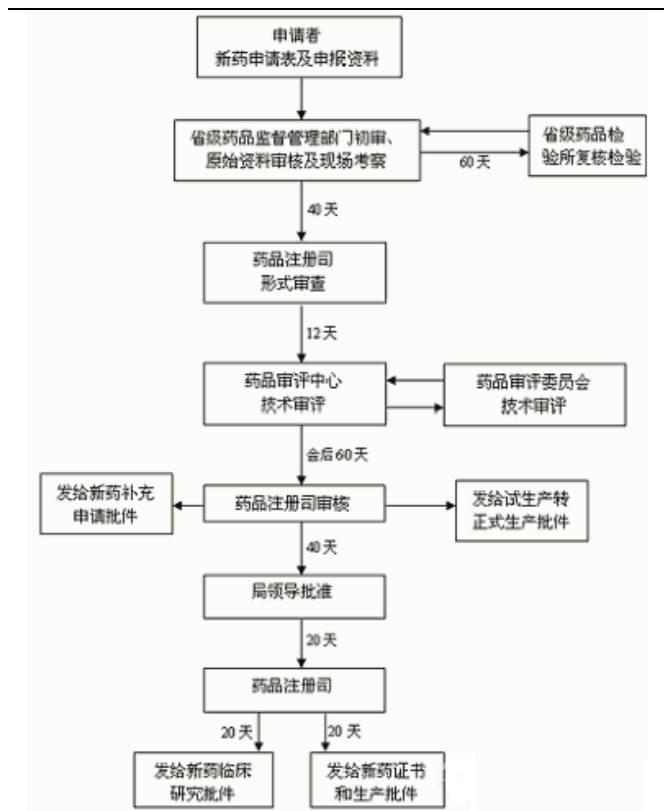 申请者
新药申请表及申报资料
省级药品监督管理部门初审、
原始资料审核及现场考察
60天
省级药品检
验所复核检验
40天
药品注册司
形式审查
12天
药品审评中心
技术审评
药品审评委员会
技术审评
会后60天
发给新药补充
申请批件
药品注册司审核
发给试生产转
正式生产批件
40天
局领导批准
20天
药品注册司
20天
20天
发给新药临床
研究批件
发给新药证书
和生产批件